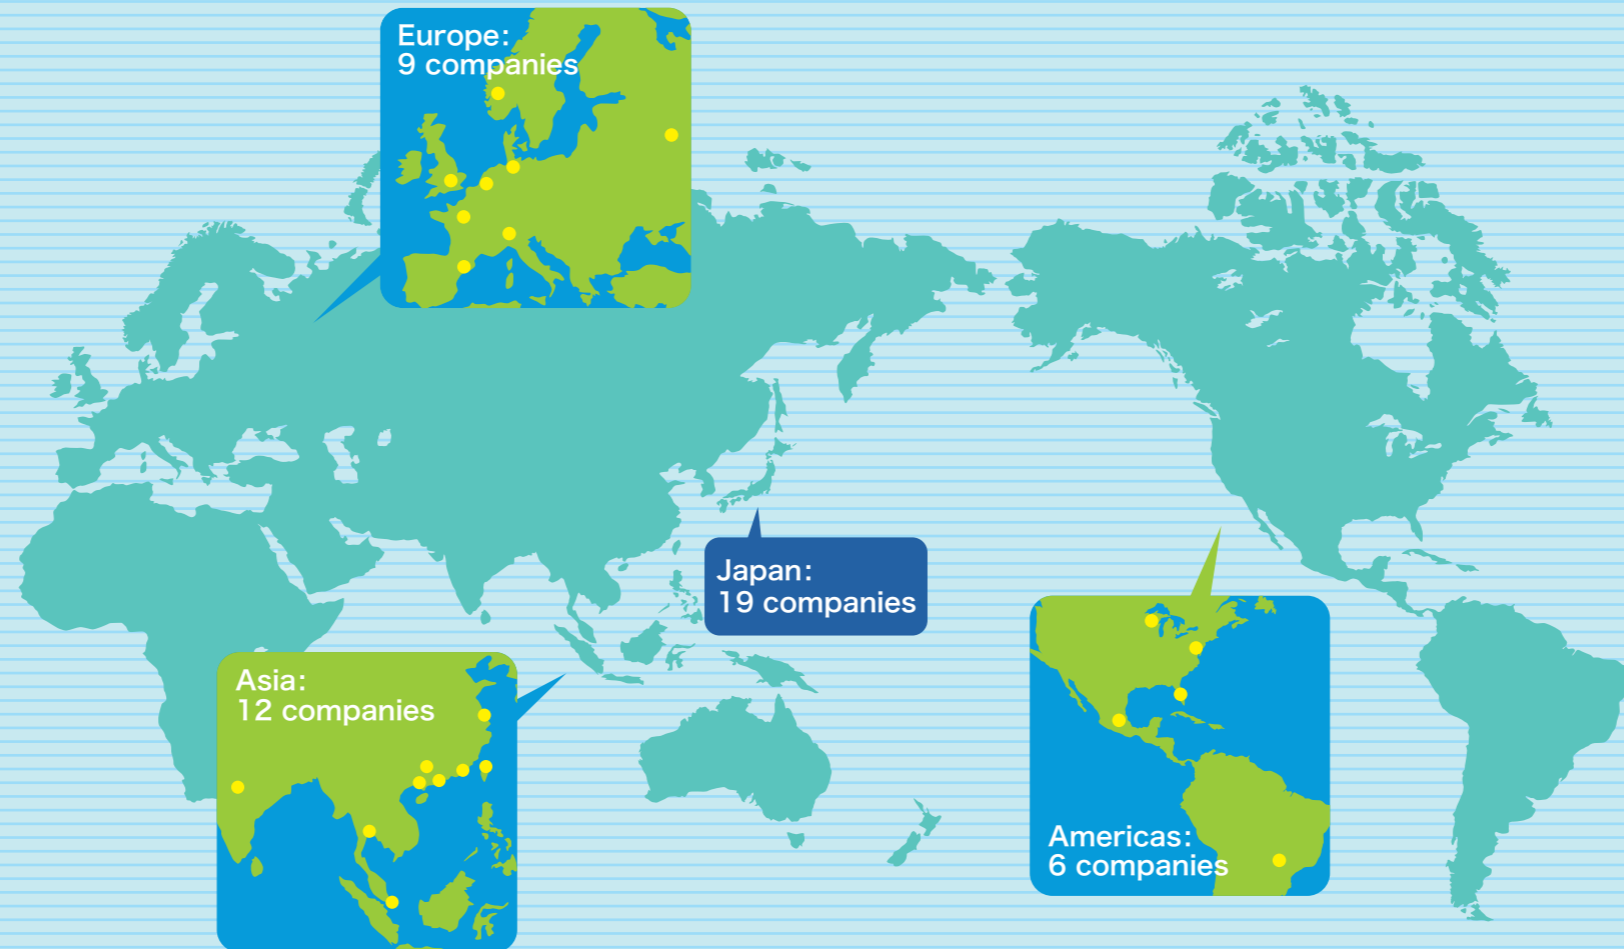 Europe:
9 companies
Japan:
19 companies
Asia:
12 companies
Americas:
6 companies